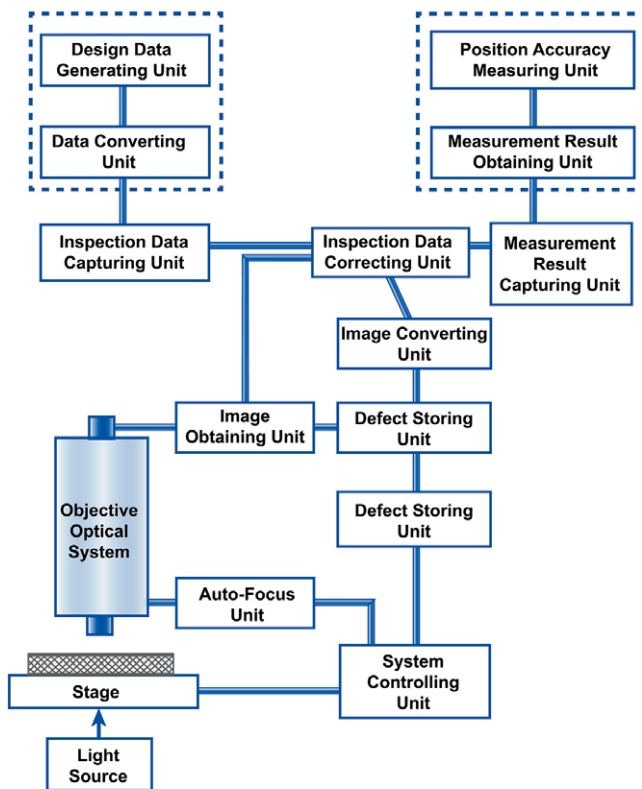 Design Data
Generating Unit
Position Accuracy
Measuring Unit
Data Converting
Unit
Measurement Result
Obtaining Unit
Inspection Data
Capturing Unit
Inspection Data
Correcting Unit
Measurement
Result
Capturing Unit
Image Converting
Unit
Image
Obtaining Unit
Defect Storing
Unit
Objective
Optical
System
Defect Storing
Unit
Auto-Focus
Unit
System
Controlling
Unit
Stage
Light
Source